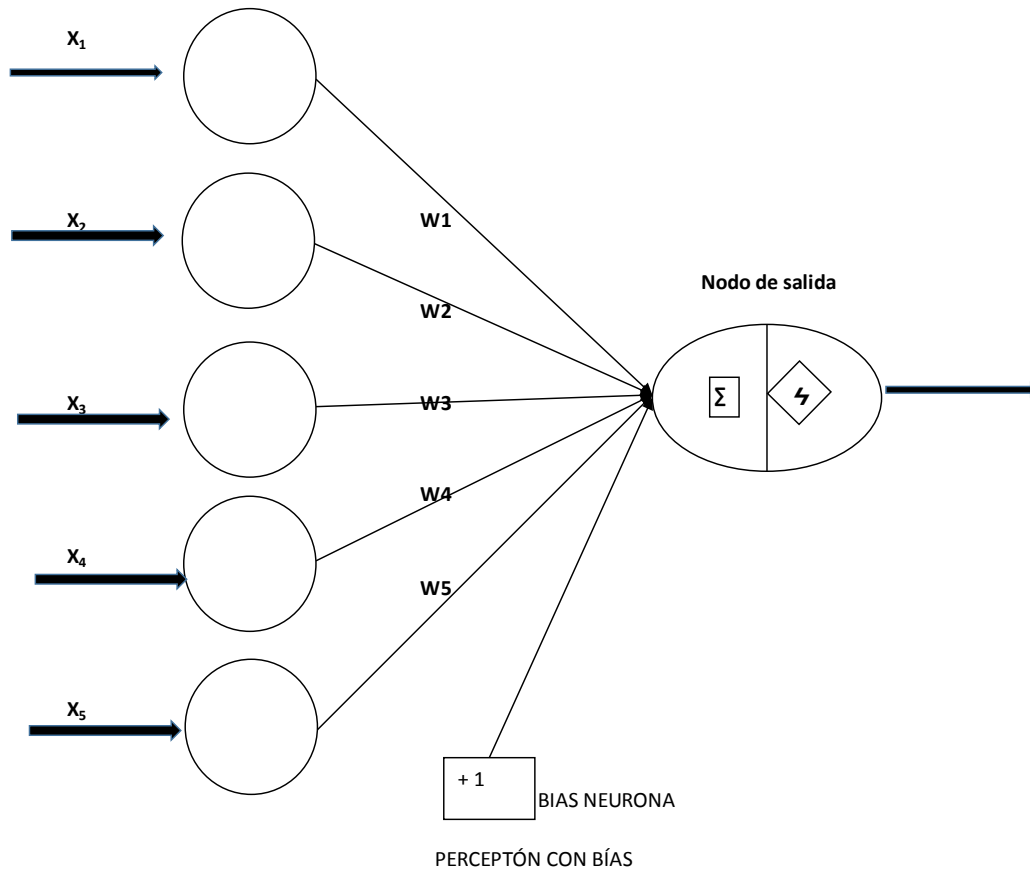 X₁
X₂
X₃
X₄
X₅
W1
W2
W3
W4
W5
Nodo de salida
Σ
ϟ
+ 1
BIAS NEURONA
PERCEPTÓN CON BÍAS